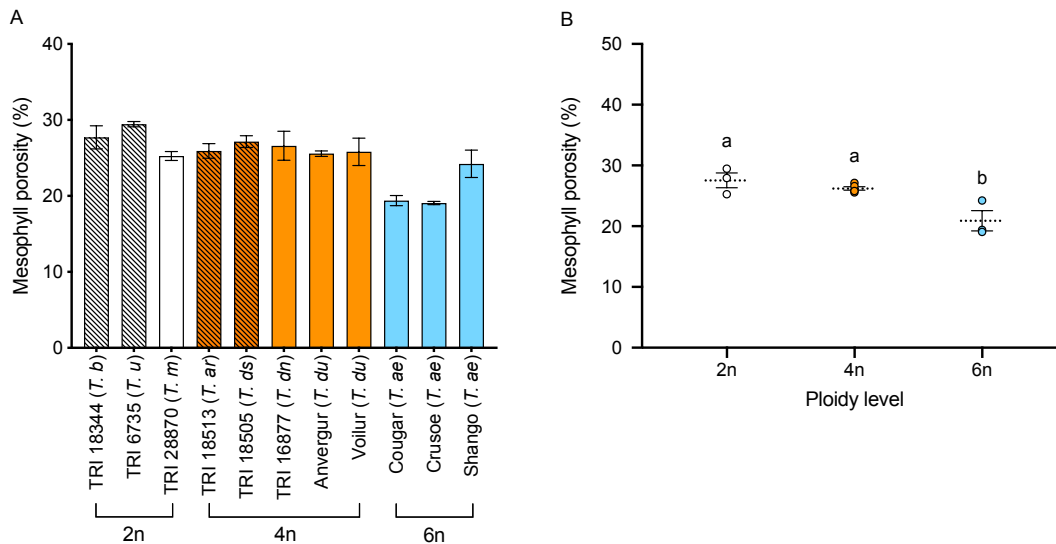 A
Mesophyll porosity (%)
40
30
20
10
0
TRI 18344 (T. b)
TRI 6735 (T. u)
TRI 28870 (T. m)
TRI 18513 (T. ar)
TRI 18505 (T. ds)
TRI 16877 (T. dn)
Anvergur (T. du)
Voilur (T. du)
Cougar (T. ae)
Crusoe (T. ae)
Shango (T. ae)
2n
4n
6n
B
Mesophyll porosity (%)
50
40
30
20
10
0
a
a
b
2n
4n
6n
Ploidy level